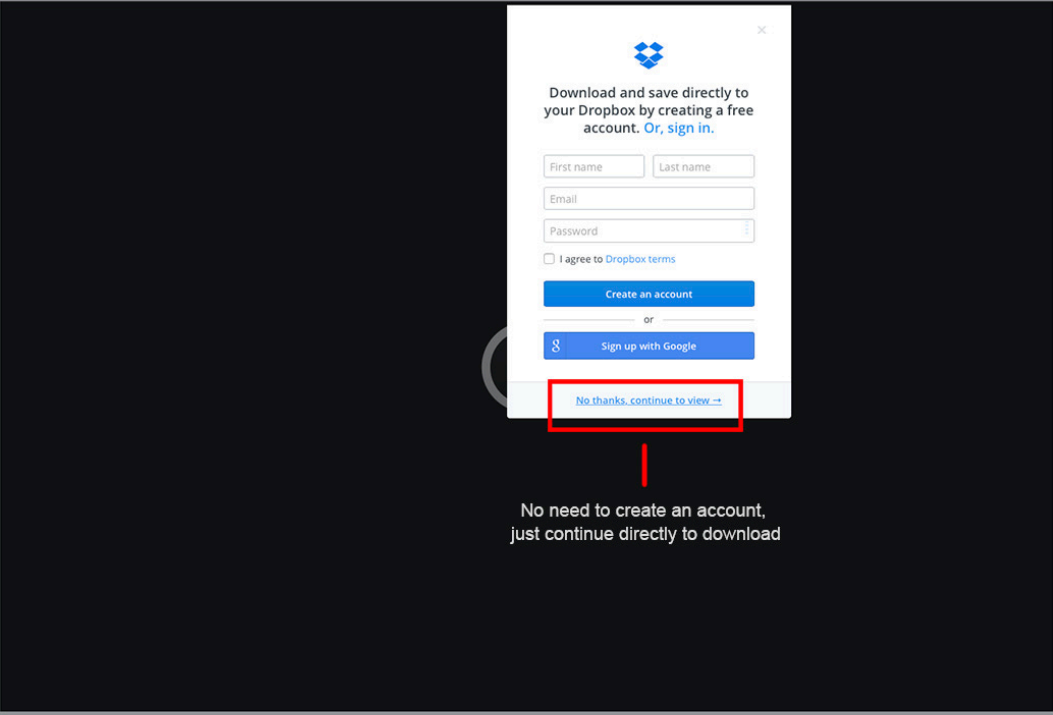 ×
Download and save directly to
your Dropbox by creating a free
account. Or, sign in.
First name Last name
Email
Password
I agree to Dropbox terms
Create an account
or
8 Sign up with Google
No thanks, continue to view →
No need to create an account,
just continue directly to download